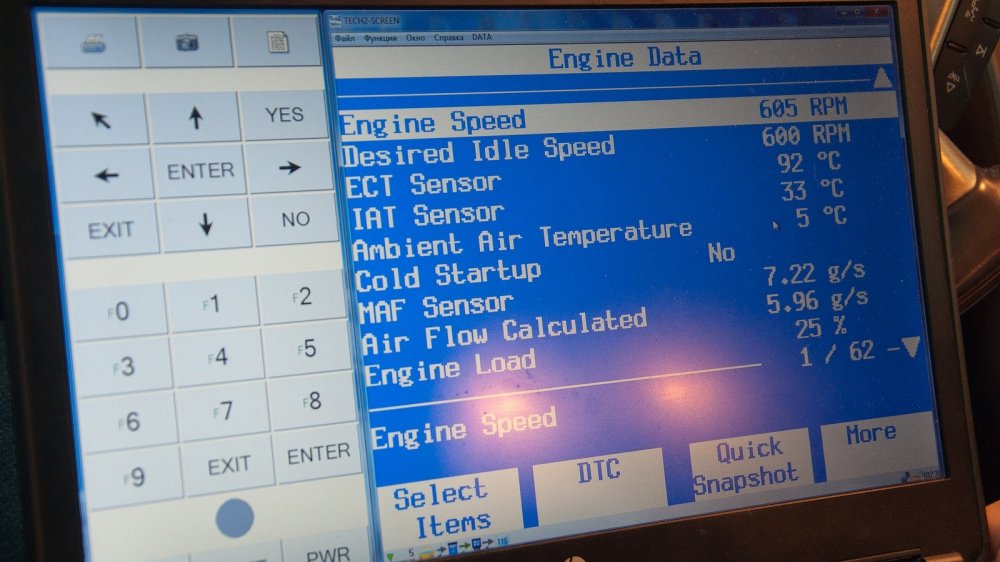 TECH2-SCREEN
Файл Функции Окно Справка DATA
Engine Data
YES
ENTER
EXIT NO
F0 F1 F2
F3 F4 F5
F6 F7 F8
F9 EXIT ENTER
PWR
Engine Speed 605 RPM
Desired Idle Speed 600 RPM
ECT Sensor 92 °C
IAT Sensor 33 °C
Ambient Air Temperature 5 °C
Cold Startup No
MAF Sensor 7.22 g/s
Air Flow Calculated 5.96 g/s
Engine Load 25 %
1 / 62 -
Engine Speed
Select Items
DTC
Quick Snapshot
More
5